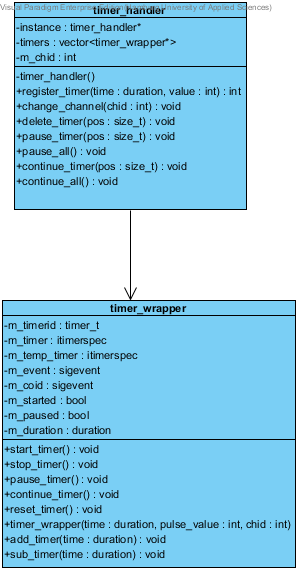 Visual Paradigm Enterprise University of Applied Sciences)
timer_handler
-instance : timer_handler*
-timers : vector<timer_wrapper*>
-m_chid : int
-timer_handler()
+register_timer(time : duration, value : int) : int
+change_channel(chid : int) : void
+delete_timer(pos : size_t) : void
+pause_timer(pos : size_t) : void
+pause_all() : void
+continue_timer(pos : size_t) : void
+continue_all() : void
timer_wrapper
-m_timerid : timer_t
-m_timer : itimerspec
-m_temp_timer : itimerspec
-m_event : sigevent
-m_coid : sigevent
-m_started : bool
-m_paused : bool
-m_duration : duration
+start_timer() : void
+stop_timer() : void
+pause_timer() : void
+continue_timer() : void
+reset_timer() : void
+timer_wrapper(time : duration, pulse_value : int, chid : int)
+add_timer(time : duration) : void
+sub_timer(time : duration) : void